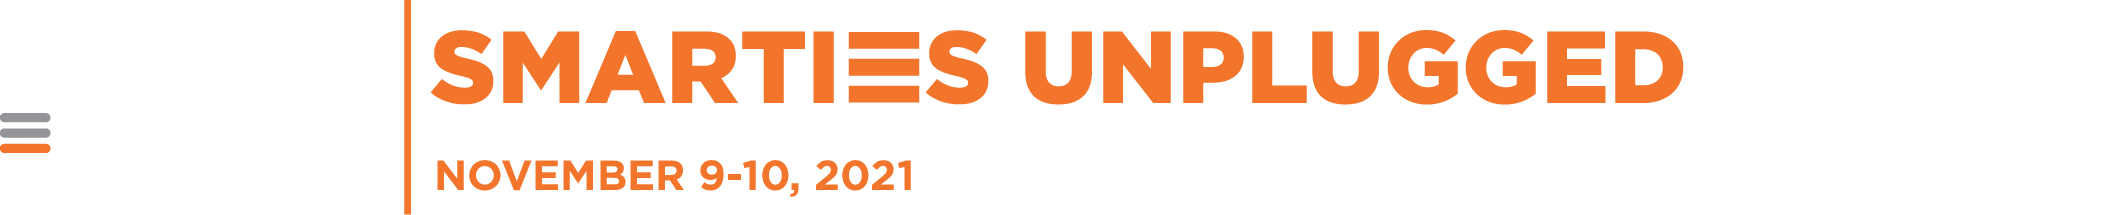 SMARTIES UNPLUGGED
NOVEMBER 9-10, 2021